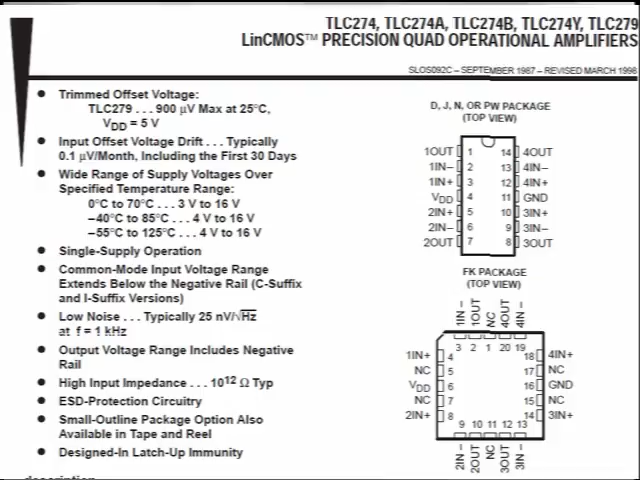 TLC274, TLC274A, TLC274B, TLC274Y, TLC279
LinCMOS™ PRECISION QUAD OPERATIONAL AMPLIFIERS
SLOS092C – SEPTEMBER 1987 – REVISED MARCH 1998
● Trimmed Offset Voltage:
TLC279 . . . 900 µV Max at 25°C,
VDD = 5 V
● Input Offset Voltage Drift . . . Typically
0.1 µV/Month, Including the First 30 Days
● Wide Range of Supply Voltages Over
Specified Temperature Range:
0°C to 70°C . . . 3 V to 16 V
–40°C to 85°C . . . 4 V to 16 V
–55°C to 125°C . . . 4 V to 16 V
● Single-Supply Operation
● Common-Mode Input Voltage Range
Extends Below the Negative Rail (C-Suffix
and I-Suffix Versions)
● Low Noise . . . Typically 25 nV/√Hz
at f = 1 kHz
● Output Voltage Range Includes Negative
Rail
● High Input Impedance . . . 10¹² Ω Typ
● ESD-Protection Circuitry
● Small-Outline Package Option Also
Available in Tape and Reel
● Designed-In Latch-Up Immunity
description
D, J, N, OR PW PACKAGE
(TOP VIEW)
1OUT 1 14 4OUT
1IN– 2 13 4IN–
1IN+ 3 12 4IN+
VDD 4 11 GND
2IN+ 5 10 3IN+
2IN– 6 9 3IN–
2OUT 7 8 3OUT
FK PACKAGE
(TOP VIEW)
1IN – 1OUT NC 4OUT 4IN –
3 2 1 20 19
1IN+ 4 18 4IN+
NC 5 17 NC
VDD 6 16 GND
NC 7 15 NC
2IN+ 8 14 3IN+
9 10 11 12 13
2IN – 2OUT NC 3OUT 3IN –